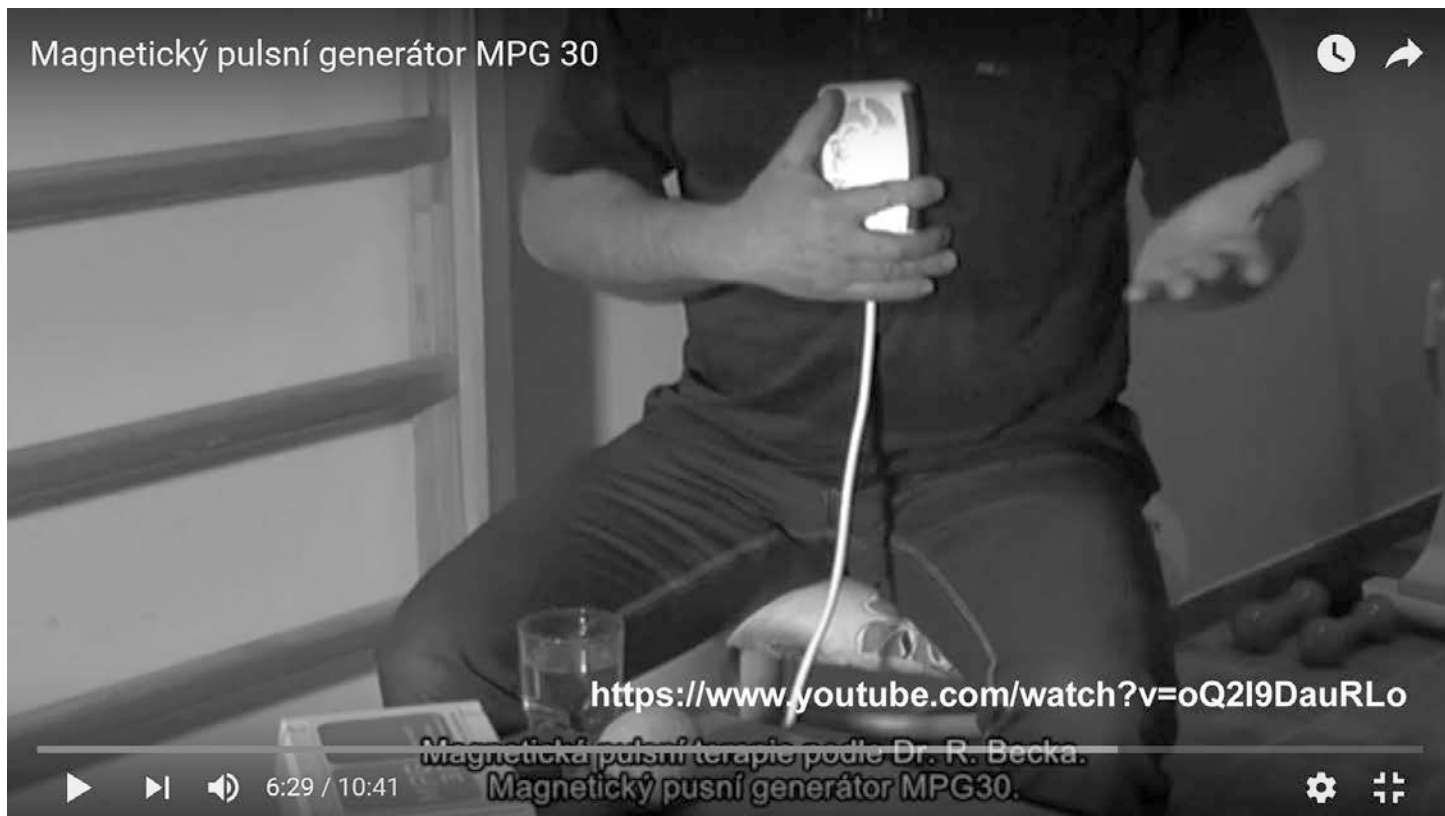 Magnetický pulsní generátor MPG 30
https://www.youtube.com/watch?v=oQ2I9DauRLo
Magnetická pulsní terapie podle Dr. R. Becka.
Magnetický pusní generátor MPG30.
6:29 / 10:41